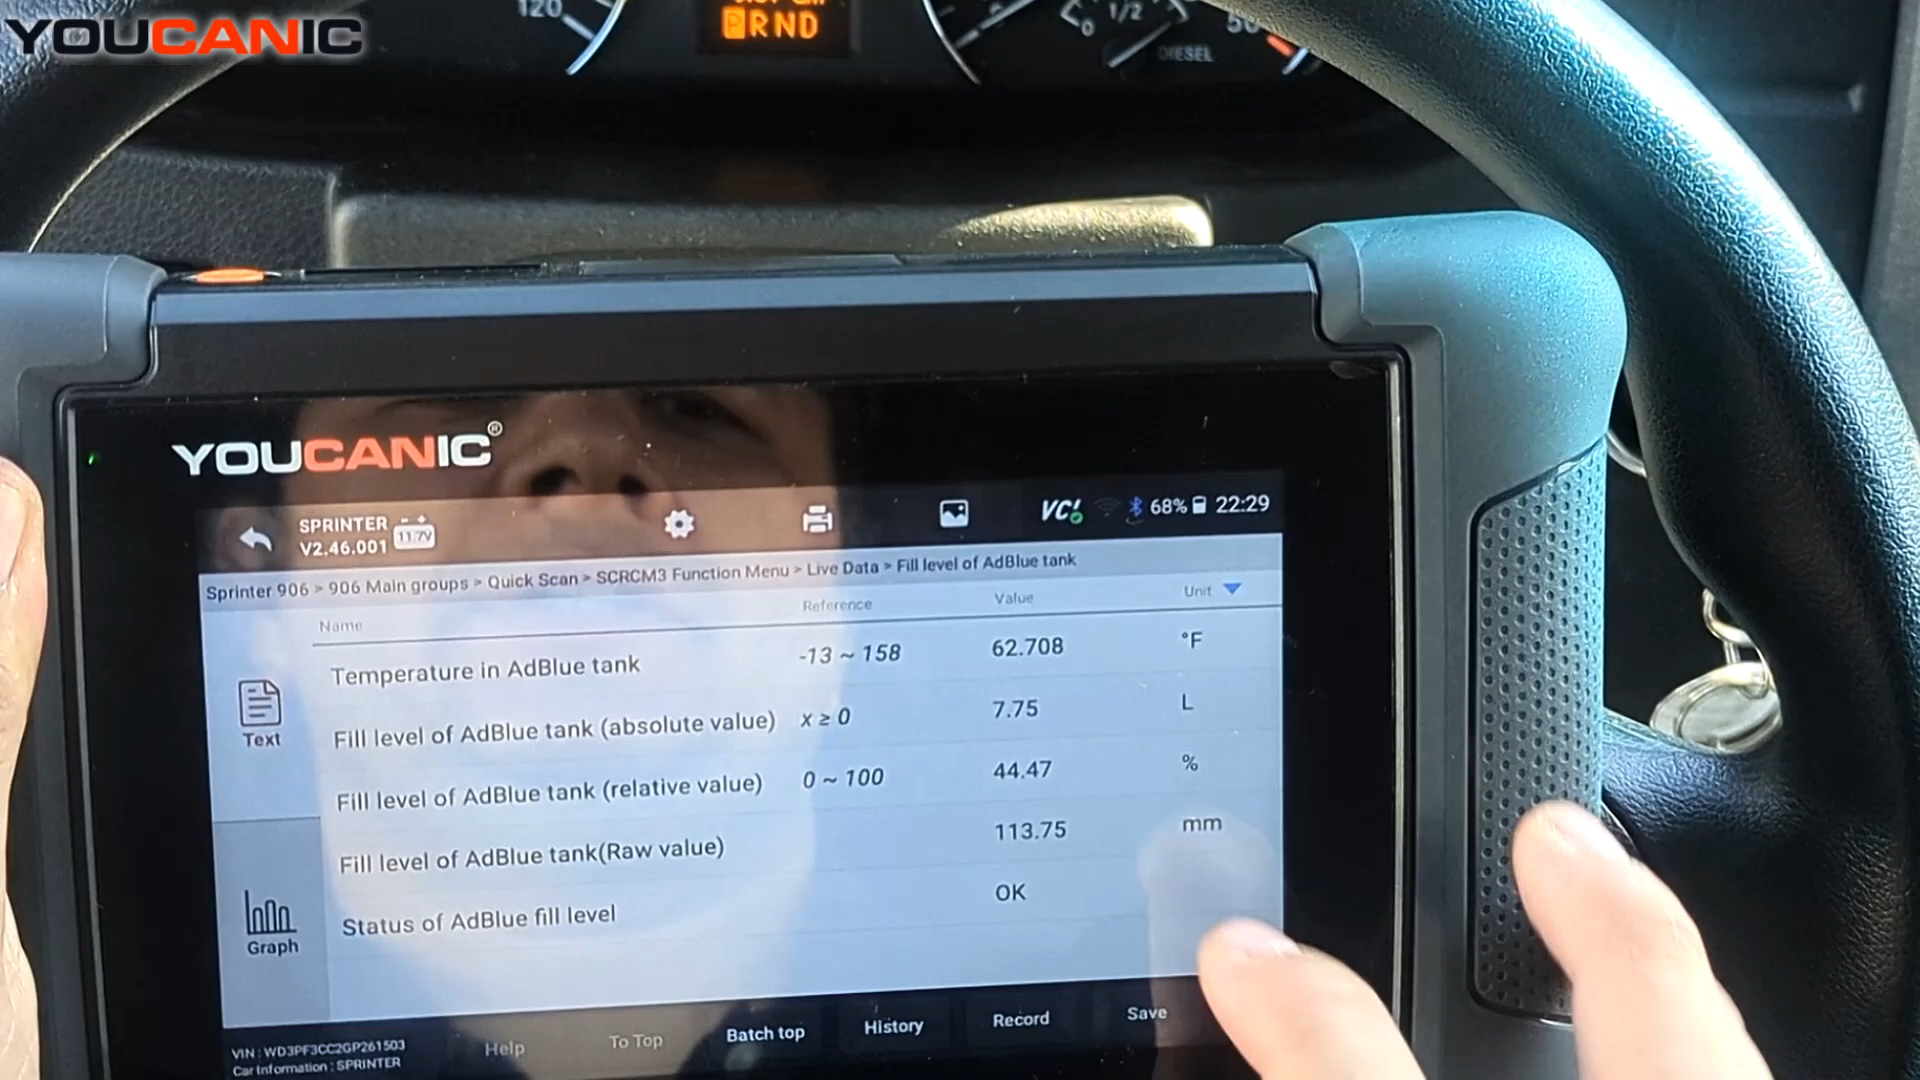 YOUCANIC
120
PRND
0
1/2
DIESEL
YOUCANIC®
SPRINTER
V2.46.001
11.7V
VCI
68%
22:29
Sprinter 906 > 906 Main groups > Quick Scan > SCRCM3 Function Menu > Live Data > Fill level of AdBlue tank
Name Reference Value Unit
Temperature in AdBlue tank -13 ~ 158 62.708 °F
Fill level of AdBlue tank (absolute value) x ≥ 0 7.75 L
Fill level of AdBlue tank (relative value) 0 ~ 100 44.47 %
Fill level of AdBlue tank(Raw value) 113.75 mm
Status of AdBlue fill level OK
Text
Graph
VIN : WD3PF3CC2GP261503
Car Information : SPRINTER
Help
To Top
Batch top
History
Record
Save